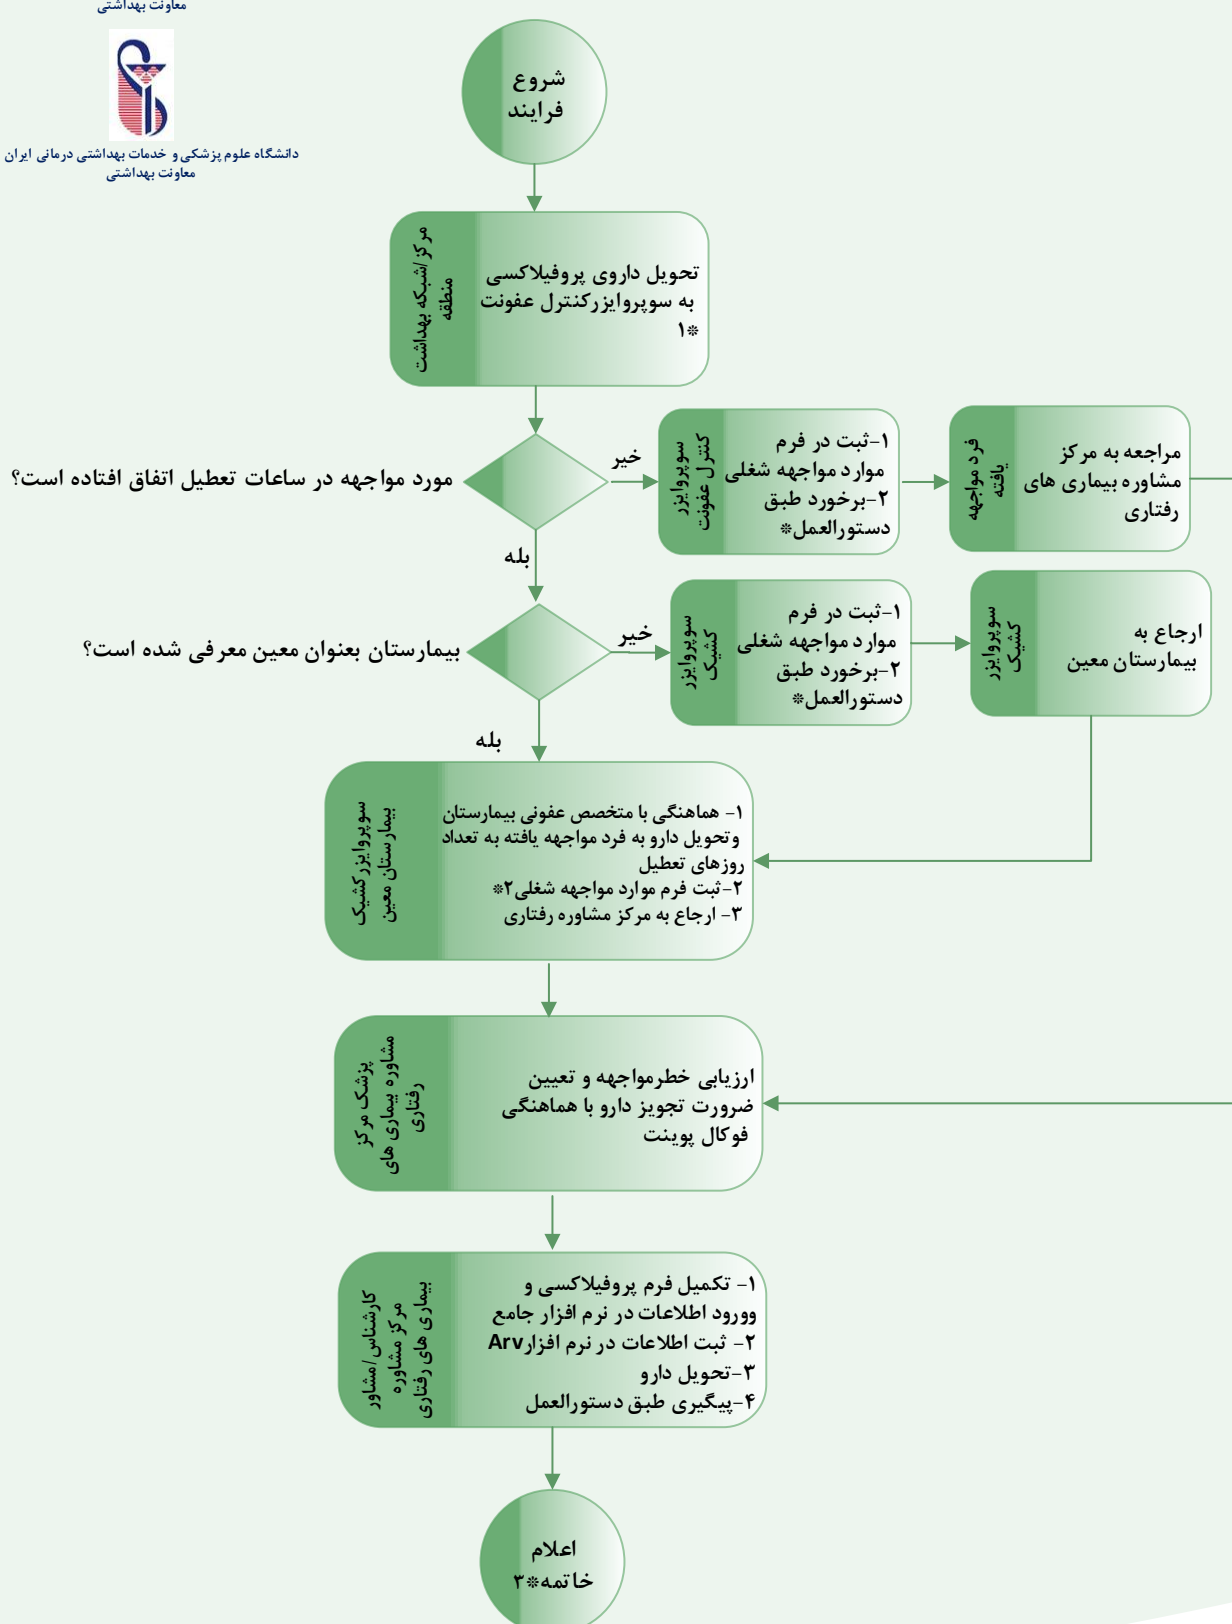 معاونت بهداشتی
دانشگاه علوم پزشکی و خدمات بهداشتی درمانی ایران
معاونت بهداشتی
شروع
فرایند
مرکز/شبکه بهداشت
منطقه
تحویل داروی پروفیلاکسی
به سوپروایزرکنترل عفونت
*۱
مورد مواجهه در ساعات تعطیل اتفاق افتاده است؟
خیر
سوپروایزر
کنترل عفونت
۱-ثبت در فرم
موارد مواجهه شغلی
۲-برخورد طبق
دستورالعمل*
فرد مواجهه
یافته
مراجعه به مرکز
مشاوره بیماری های
رفتاری
بله
بیمارستان بعنوان معین معرفی شده است؟
خیر
سوپروایزر
کشیک
۱-ثبت در فرم
موارد مواجهه شغلی
۲-برخورد طبق
دستورالعمل*
سوپروایزر
کشیک
ارجاع به
بیمارستان معین
بله
سوپروایزرکشیک
بیمارستان معین
۱- هماهنگی با متخصص عفونی بیمارستان
وتحویل دارو به فرد مواجهه یافته به تعداد
روزهای تعطیل
۲-ثبت فرم موارد مواجهه شغلی۲*
۳- ارجاع به مرکز مشاوره رفتاری
پزشک مرکز
مشاوره بیماری های
رفتاری
ارزیابی خطرمواجهه و تعیین
ضرورت تجویز دارو با هماهنگی
فوکال پوینت
کارشناس/مشاور
مرکز مشاوره
بیماری های رفتاری
۱- تکمیل فرم پروفیلاکسی و
وورود اطلاعات در نرم افزار جامع
۲- ثبت اطلاعات در نرم افزارArv
۳-تحویل دارو
۴-پیگیری طبق دستورالعمل
اعلام
خاتمه*۳